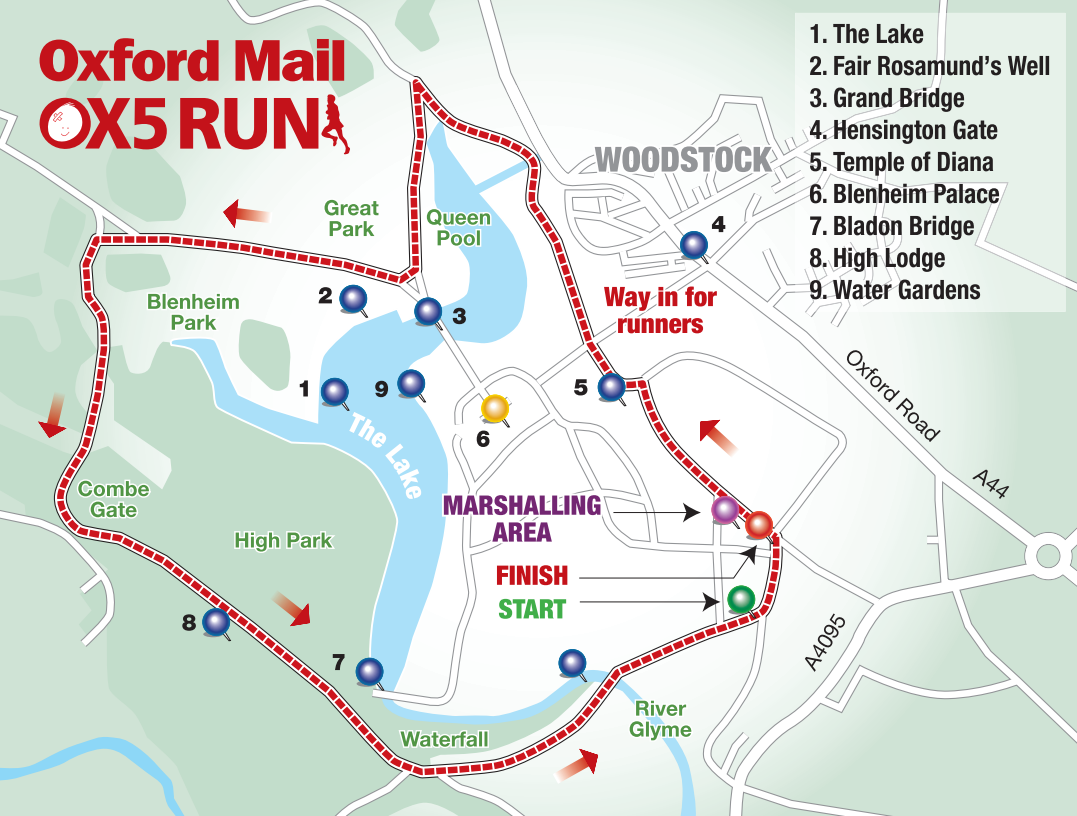 Oxford Mail
OX5 RUN
1. The Lake
2. Fair Rosamund's Well
3. Grand Bridge
4. Hensington Gate
5. Temple of Diana
6. Blenheim Palace
7. Bladon Bridge
8. High Lodge
9. Water Gardens
WOODSTOCK
4
Great
Park
Queen
Pool
Blenheim
Park
2
3
Way in for
runners
1
9
5
6
The Lake
Oxford Road
A44
Combe
Gate
MARSHALLING
AREA
High Park
FINISH
START
8
7
A4095
River
Glyme
Waterfall